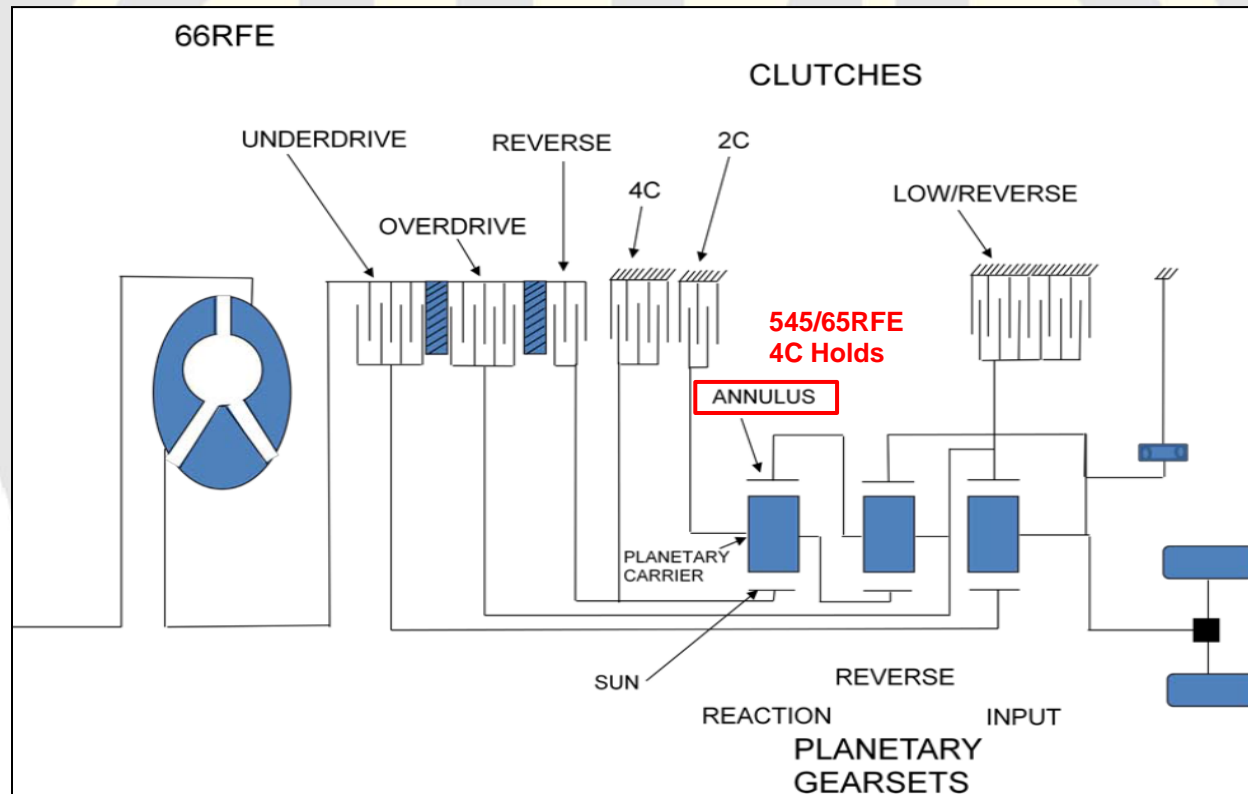 66RFE
CLUTCHES
UNDERDRIVE
REVERSE
2C
4C
LOW/REVERSE
OVERDRIVE
545/65RFE
4C Holds
ANNULUS
PLANETARY
CARRIER
SUN
REVERSE
REACTION
INPUT
PLANETARY
GEARSETS